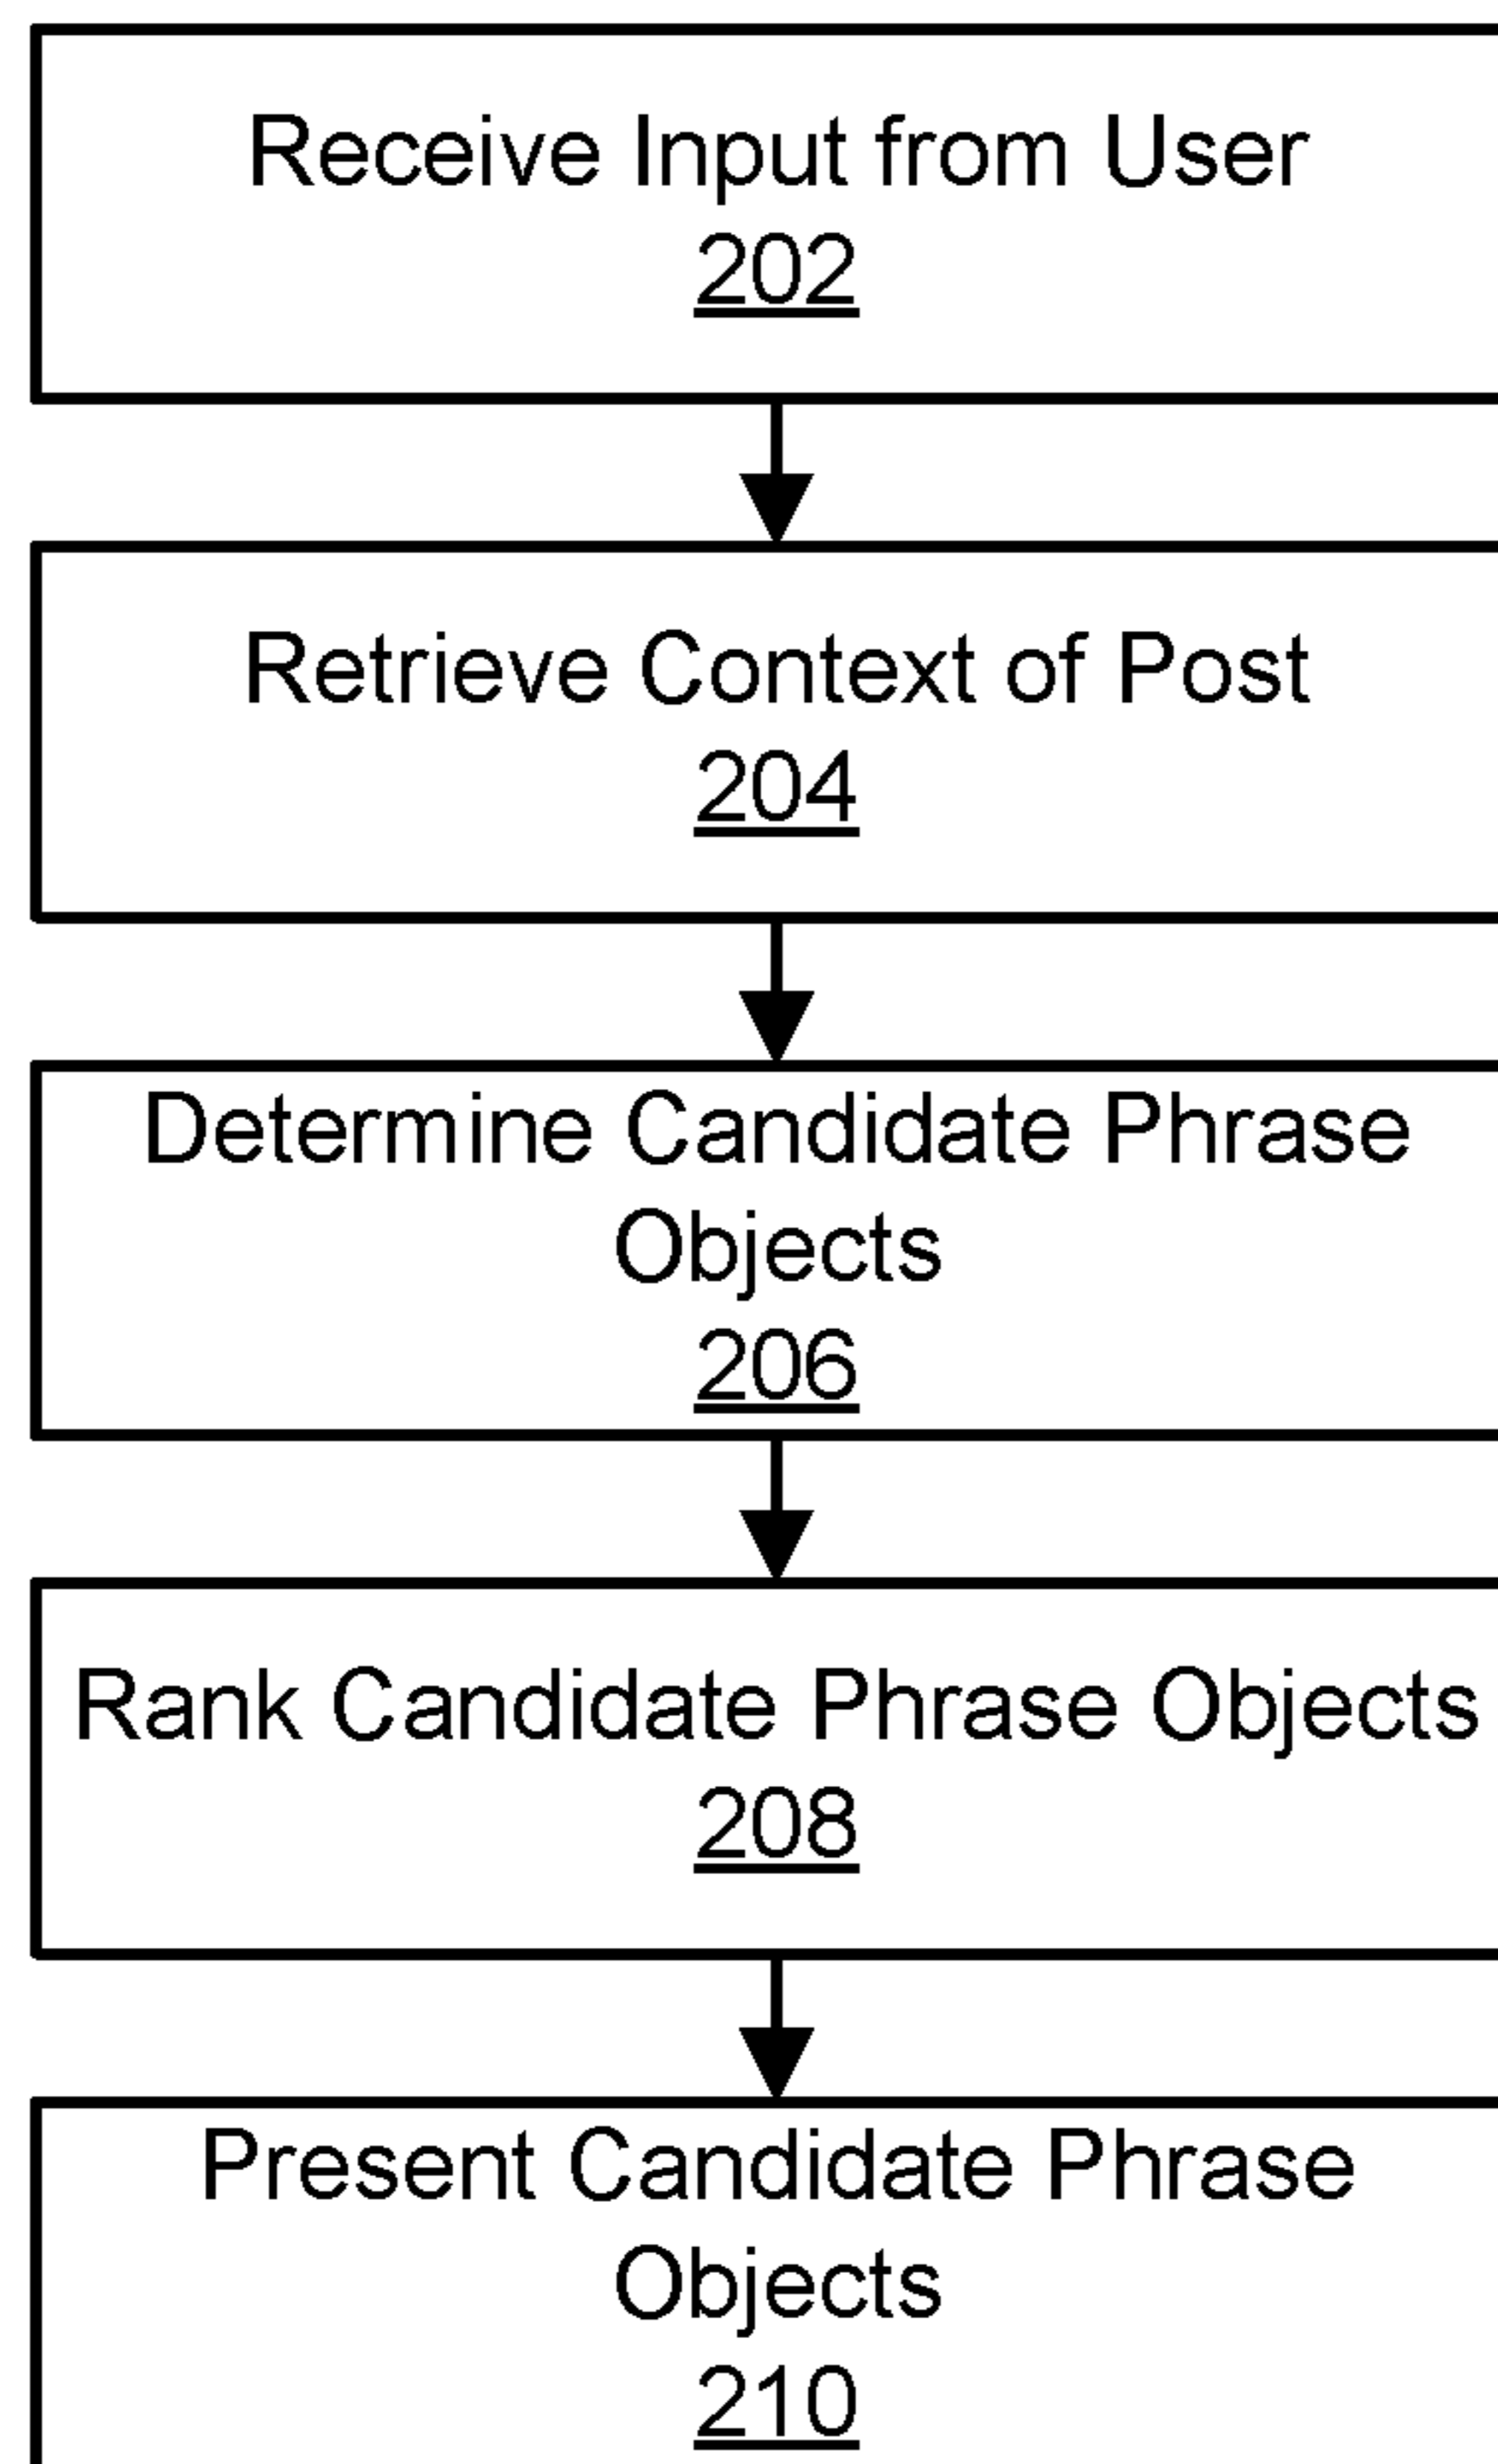 Receive Input from User
202
Retrieve Context of Post
204
Determine Candidate Phrase
Objects
206
Rank Candidate Phrase Objects
208
Present Candidate Phrase
Objects
210